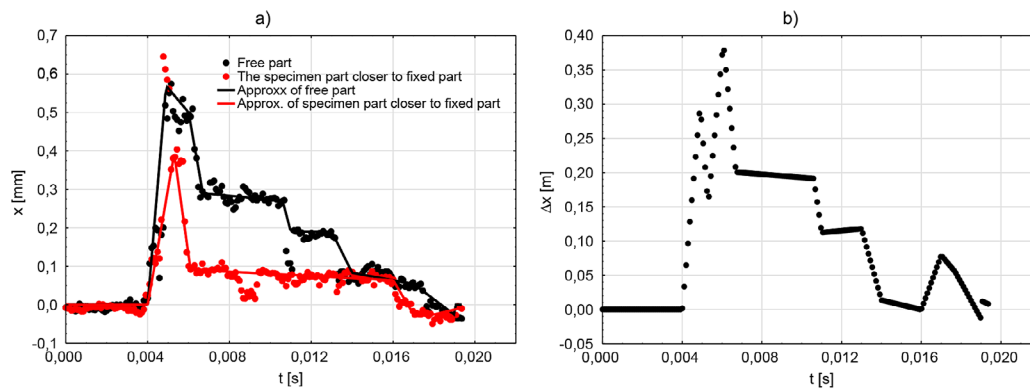 a)
0,7
0,6
0,5
0,4
0,3
0,2
0,1
0,0
-0,1
x [mm]
Free part
The specimen part closer to fixed part
Approxx of free part
Approx. of specimen part closer to fixed part
0,000 0,004 0,008 0,012 0,016 0,020
t [s]
b)
0,40
0,35
0,30
0,25
0,20
0,15
0,10
0,05
0,00
-0,05
Δx [m]
0,000 0,004 0,008 0,012 0,016 0,020
t [s]